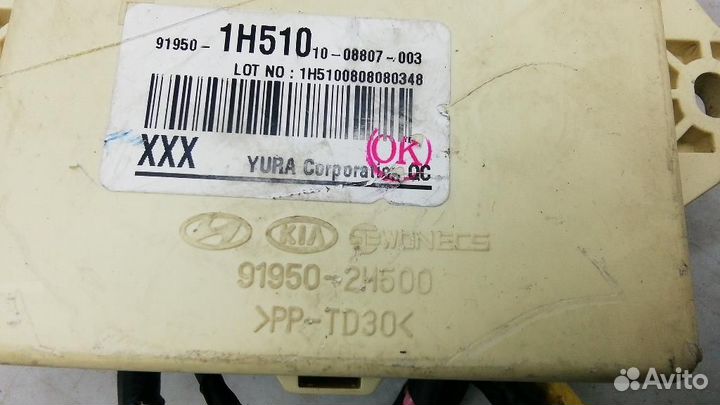 91950- 1H510 10-08807-003
LOT NO : 1H5100808080348
XXX
OK
YURA Corporation QC
KIA SEWONECS
91950-2H500
>PP-TD30<
Avito